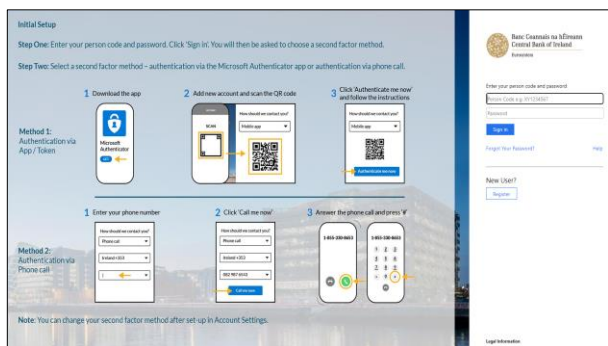 Initial Setup
Step One: Enter your person code and password. Click 'Sign in'. You will then be asked to choose a second factor method.
Step Two: Select a second factor method – authentication via the Microsoft Authenticator app or authentication via phone call.
Method 1:
Authentication via
App / Token
1 Download the app
Microsoft
Authenticator
2 Add new account and scan the QR code
How should we contact you?
Mobile app
3 Click 'Authenticate me now'
and follow the instructions
How should we contact you?
Mobile app
Authenticate me now
Method 2:
Authentication via
Phone call
1 Enter your phone number
How should we contact you?
Phone call
Ireland +353
2 Click 'Call me now'
How should we contact you?
Phone call
Ireland +353
Call me now
3 Answer the phone call and press '#'
Note: You can change your second factor method after set-up in Account Settings.
Banc Ceannais na hÉireann
Central Bank of Ireland
Eurosystem
Enter your person code and password
Person Code e.g. SY1234567
Password
Sign in
Forgot Your Password?
Help
New User?
Register
Legal Information